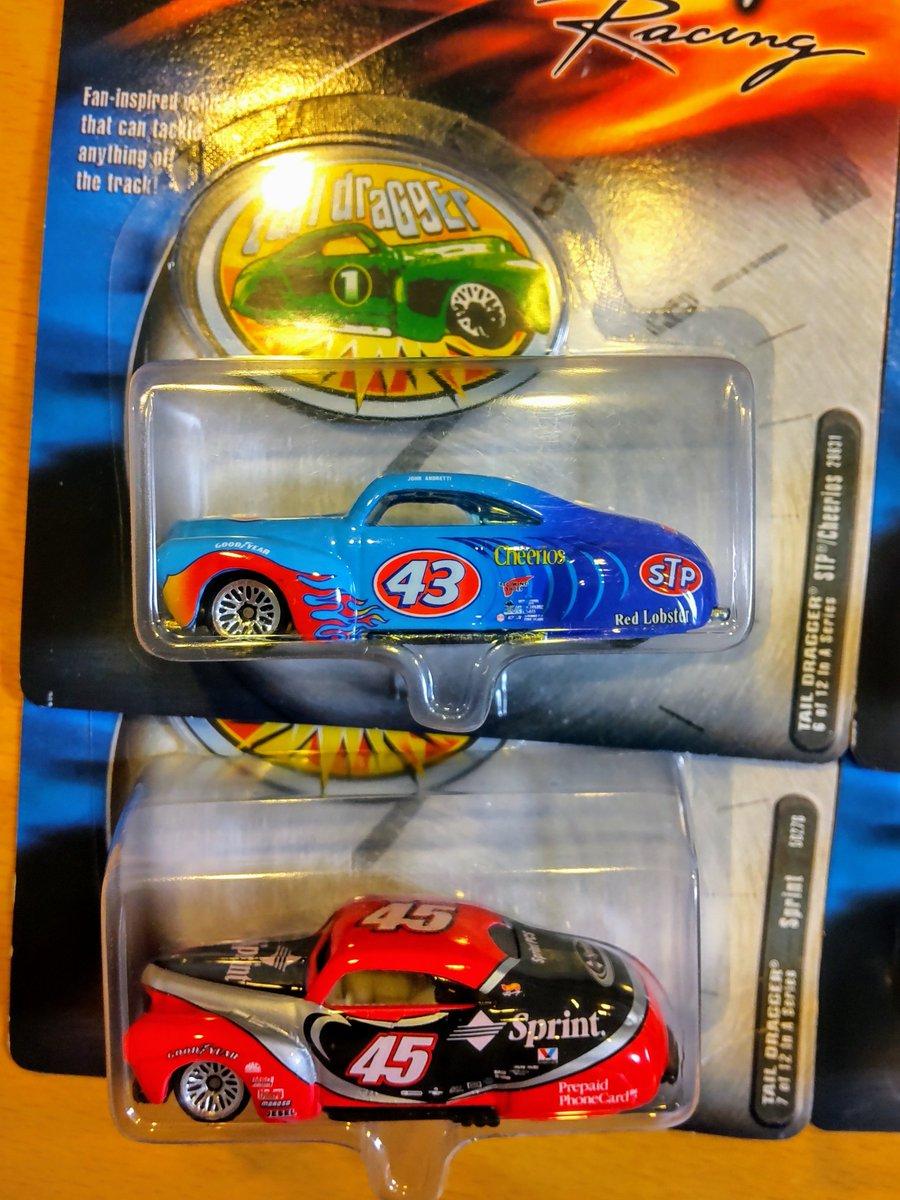 Racing
Fan-inspired
that can tackle
anything off
the track!
tail dragger
1
JOHN ANDRETTI
GOODYEAR
43
Cheerios
STP
Red Lobster
TAIL DRAGGER® STP®/Cheerios
6 of 12 in A Series
45
Sprint
GOODYEAR
45
Sprint
Prepaid
PhoneCard
TAIL DRAGGER® Sprint
7 of 12 in A Series